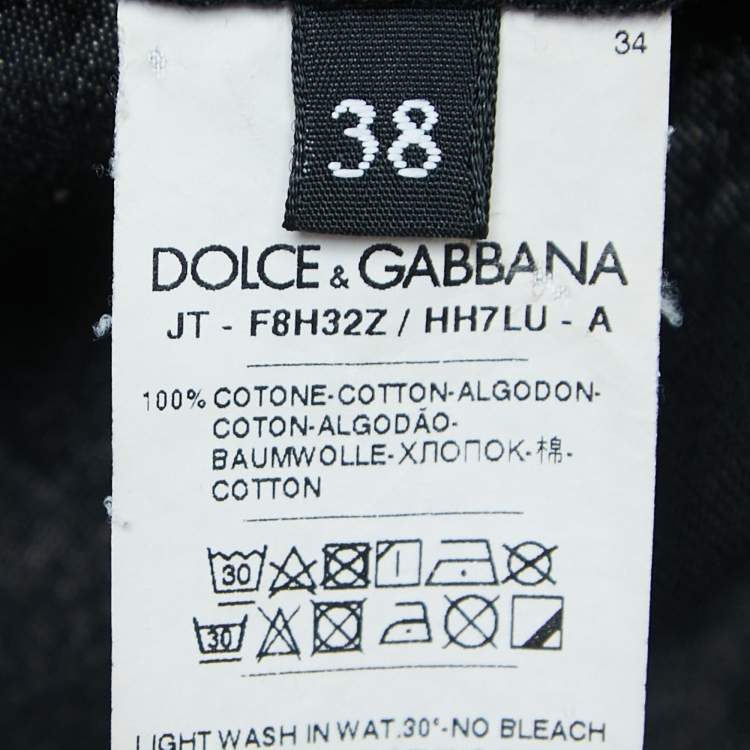 34
38
DOLCE & GABBANA
JT - F8H32Z / HH7LU - A
100% COTONE-COTTON-ALGODON-
COTON-ALGODÃO-
BAUMWOLLE-ХЛОПОК-棉-
COTTON
30
30
LIGHT WASH IN WAT.30°-NO BLEACH